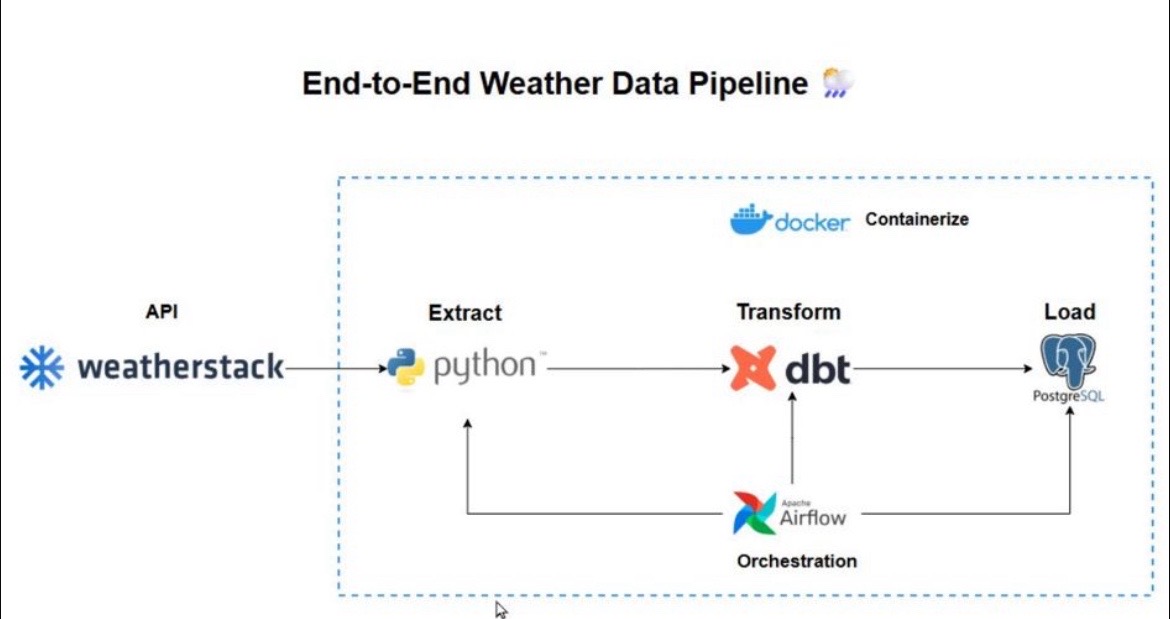 End-to-End Weather Data Pipeline
docker Containerize
API
Extract
Transform
Load
weatherstack
python™
dbt
PostgreSQL
Apache
Airflow
Orchestration